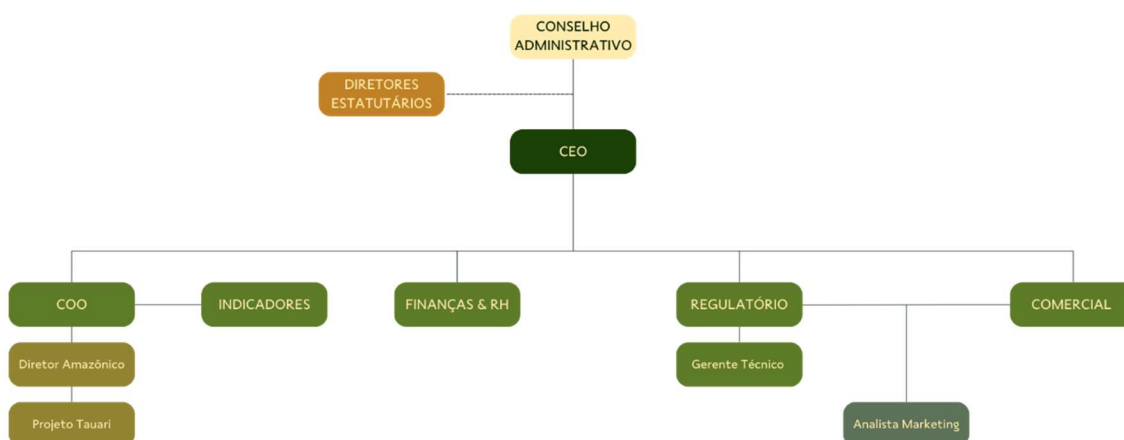 CONSELHO
ADMINISTRATIVO
DIRETORES
ESTATUTÁRIOS
CEO
COO
INDICADORES
FINANÇAS & RH
REGULATÓRIO
COMERCIAL
Diretor Amazônico
Gerente Técnico
Projeto Tauari
Analista Marketing